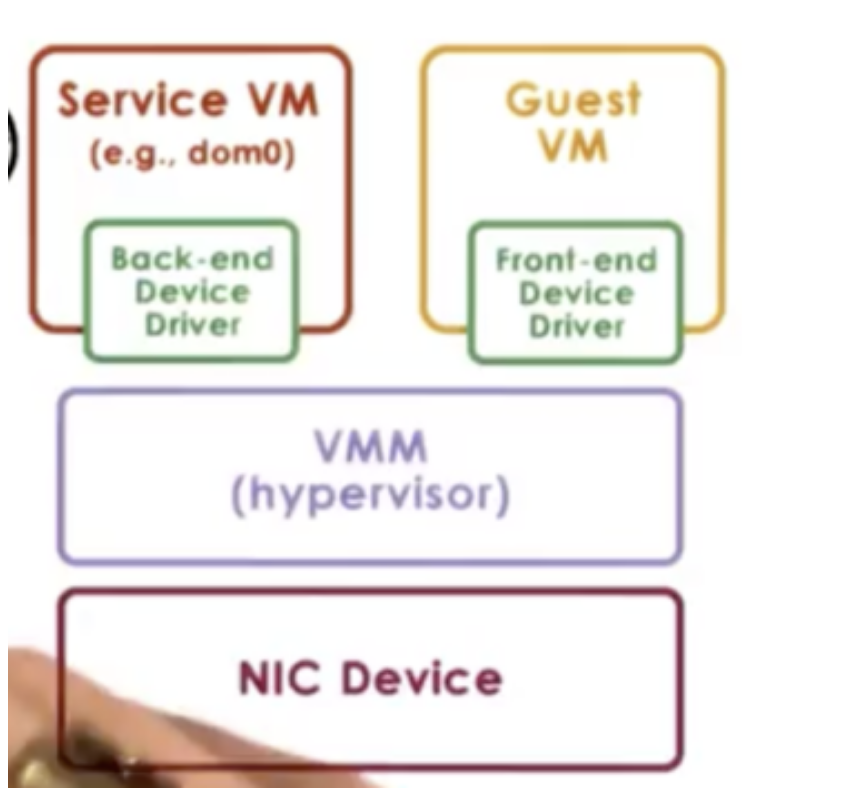 Service VM
(e.g., dom0)
Back-end
Device
Driver
Guest
VM
Front-end
Device
Driver
VMM
(hypervisor)
NIC Device